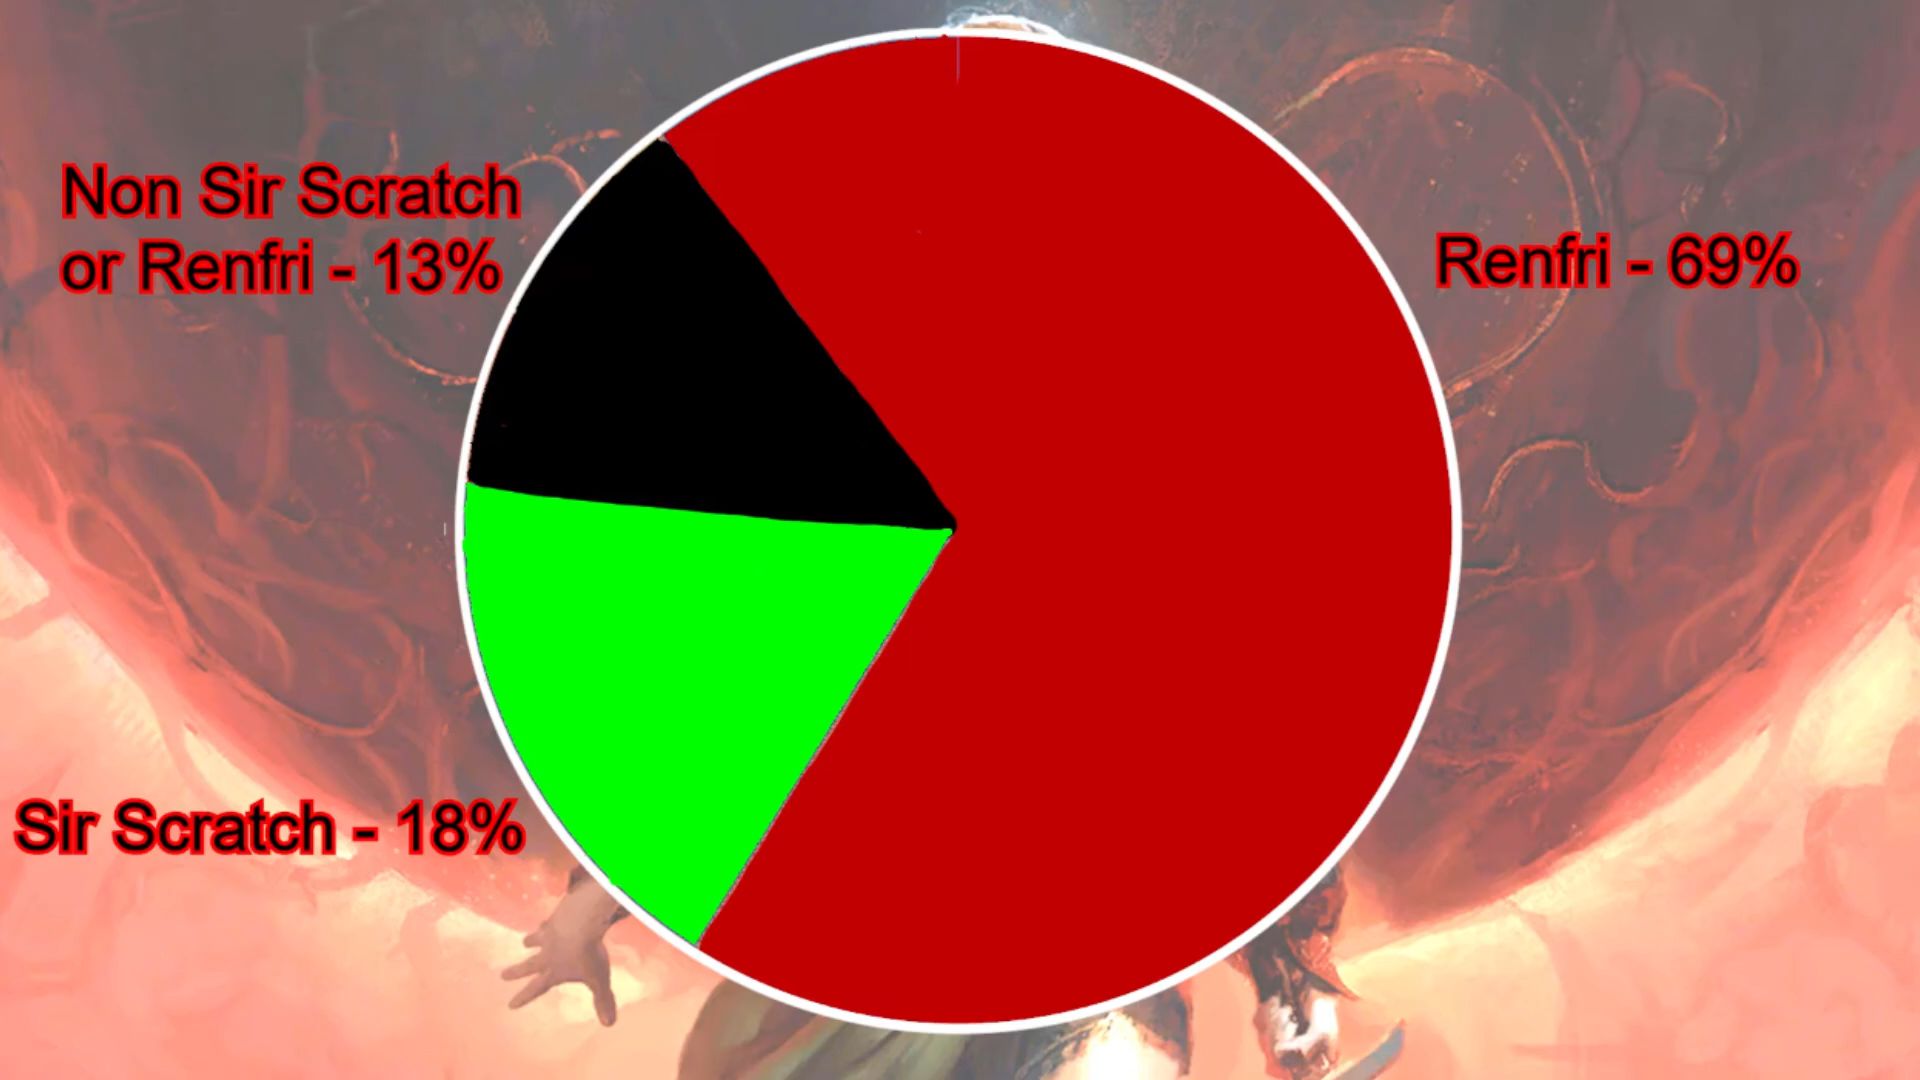 Non Sir Scratch
or Renfri - 13%
Renfri - 69%
Sir Scratch - 18%